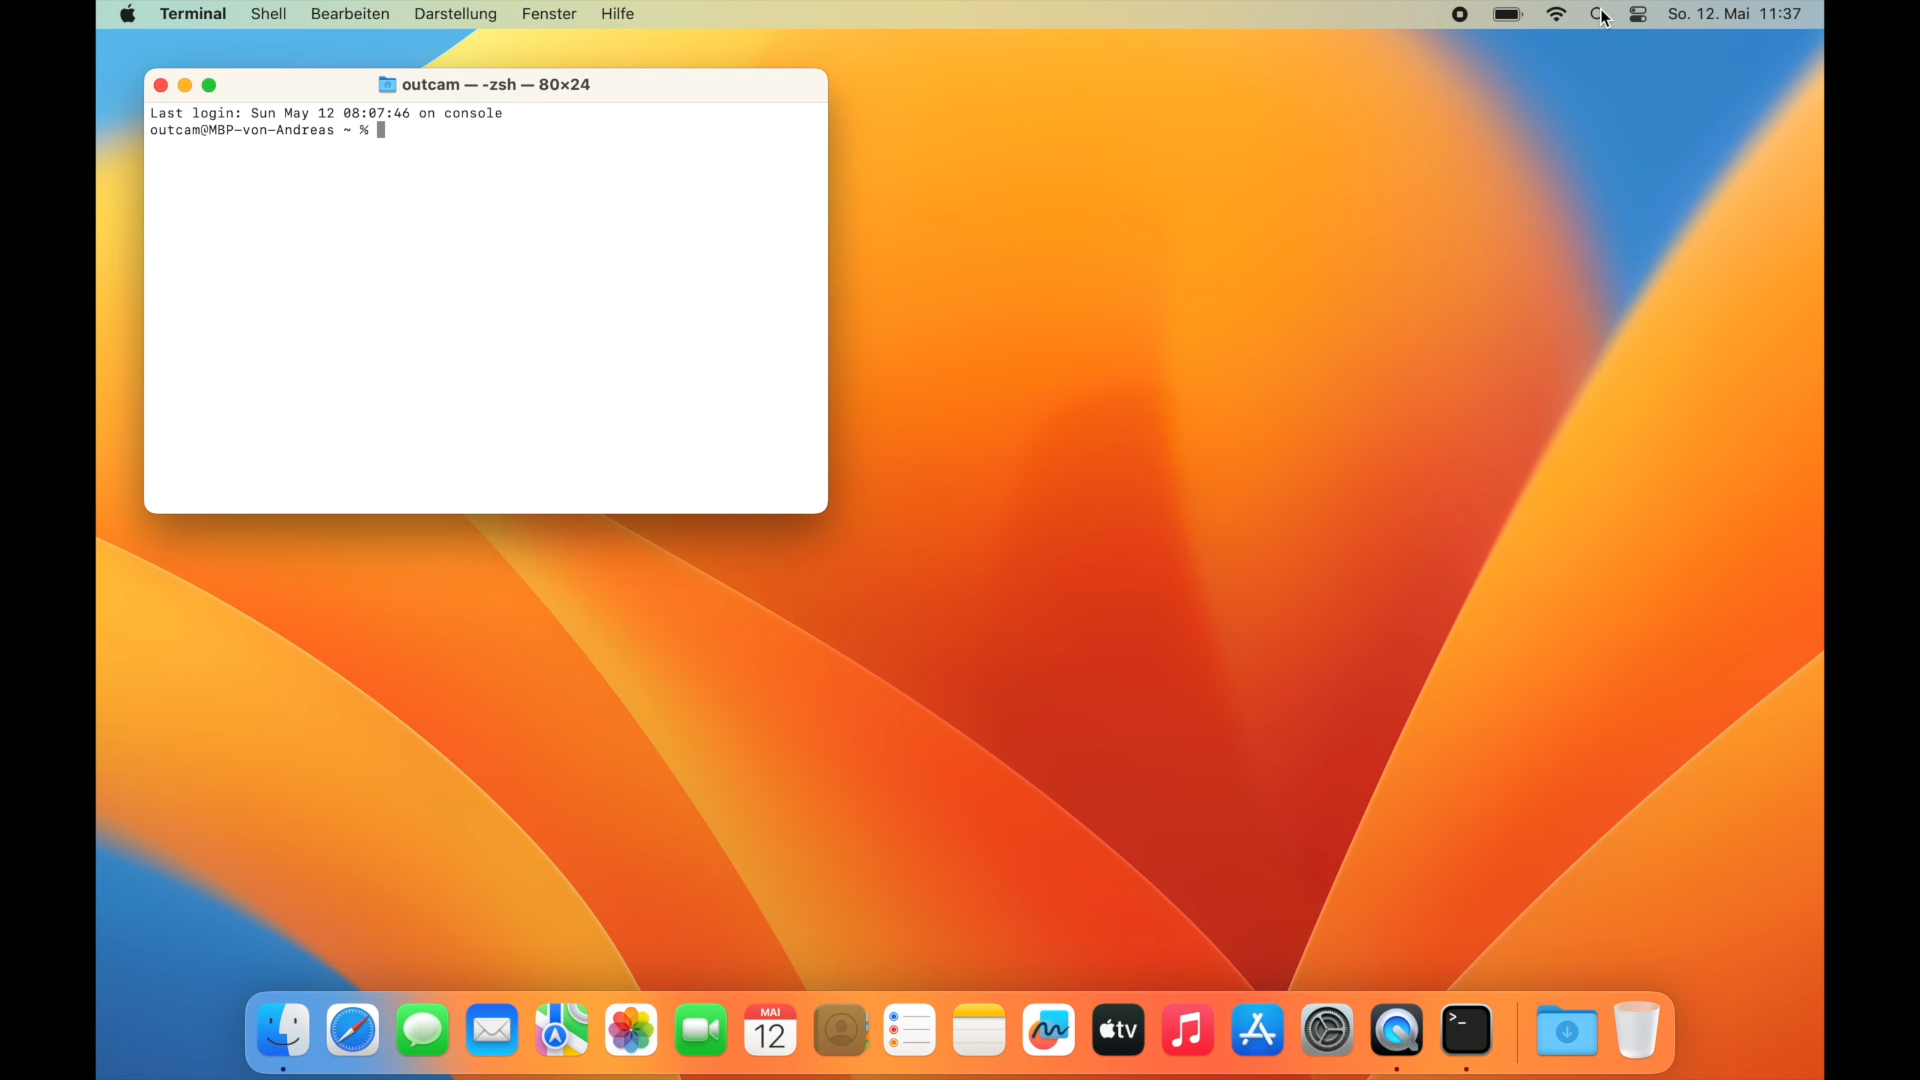 Terminal Shell Bearbeiten Darstellung Fenster Hilfe So. 12. Mai 11:37
outcam — -zsh — 80×24
Last login: Sun May 12 08:07:46 on console
outcam@MBP-von-Andreas ~ %
MAI
12
tv
>_